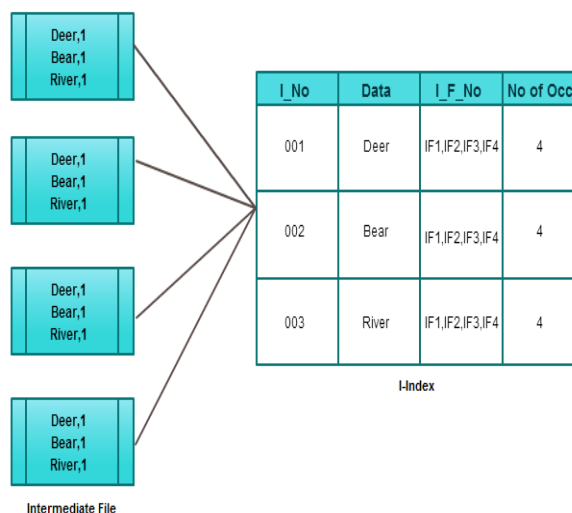 Deer,1
Bear,1
River,1
Deer,1
Bear,1
River,1
Deer,1
Bear,1
River,1
Deer,1
Bear,1
River,1
Intermediate File
I_No Data I_F_No No of Occ
001 Deer IF1,IF2,IF3,IF4 4
002 Bear IF1,IF2,IF3,IF4 4
003 River IF1,IF2,IF3,IF4 4
I-Index